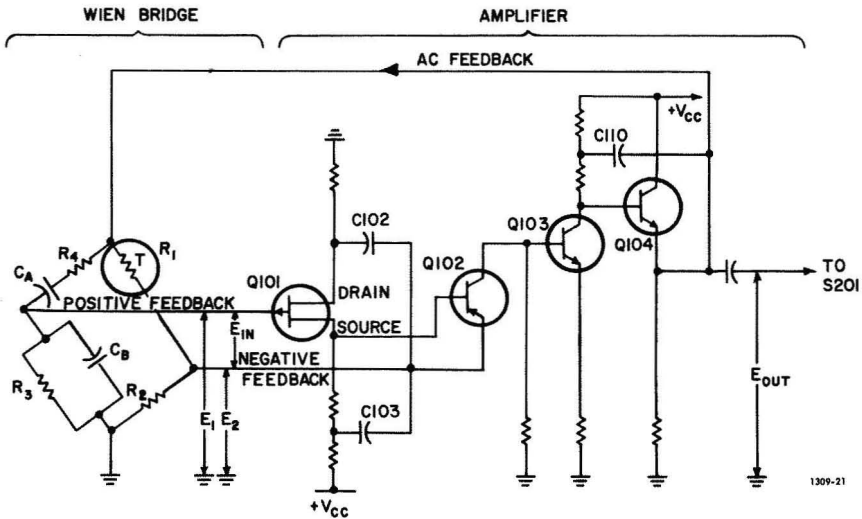 WIEN BRIDGE
AMPLIFIER
AC FEEDBACK
+VCC
C110
C102
Q103
Q104
R4
R1
T
CA
Q101
Q102
DRAIN
POSITIVE FEEDBACK
EIN
SOURCE
TO
S201
CB
NEGATIVE
FEEDBACK
R3
R2
E1
E2
C103
EOUT
+VCC
1309-21